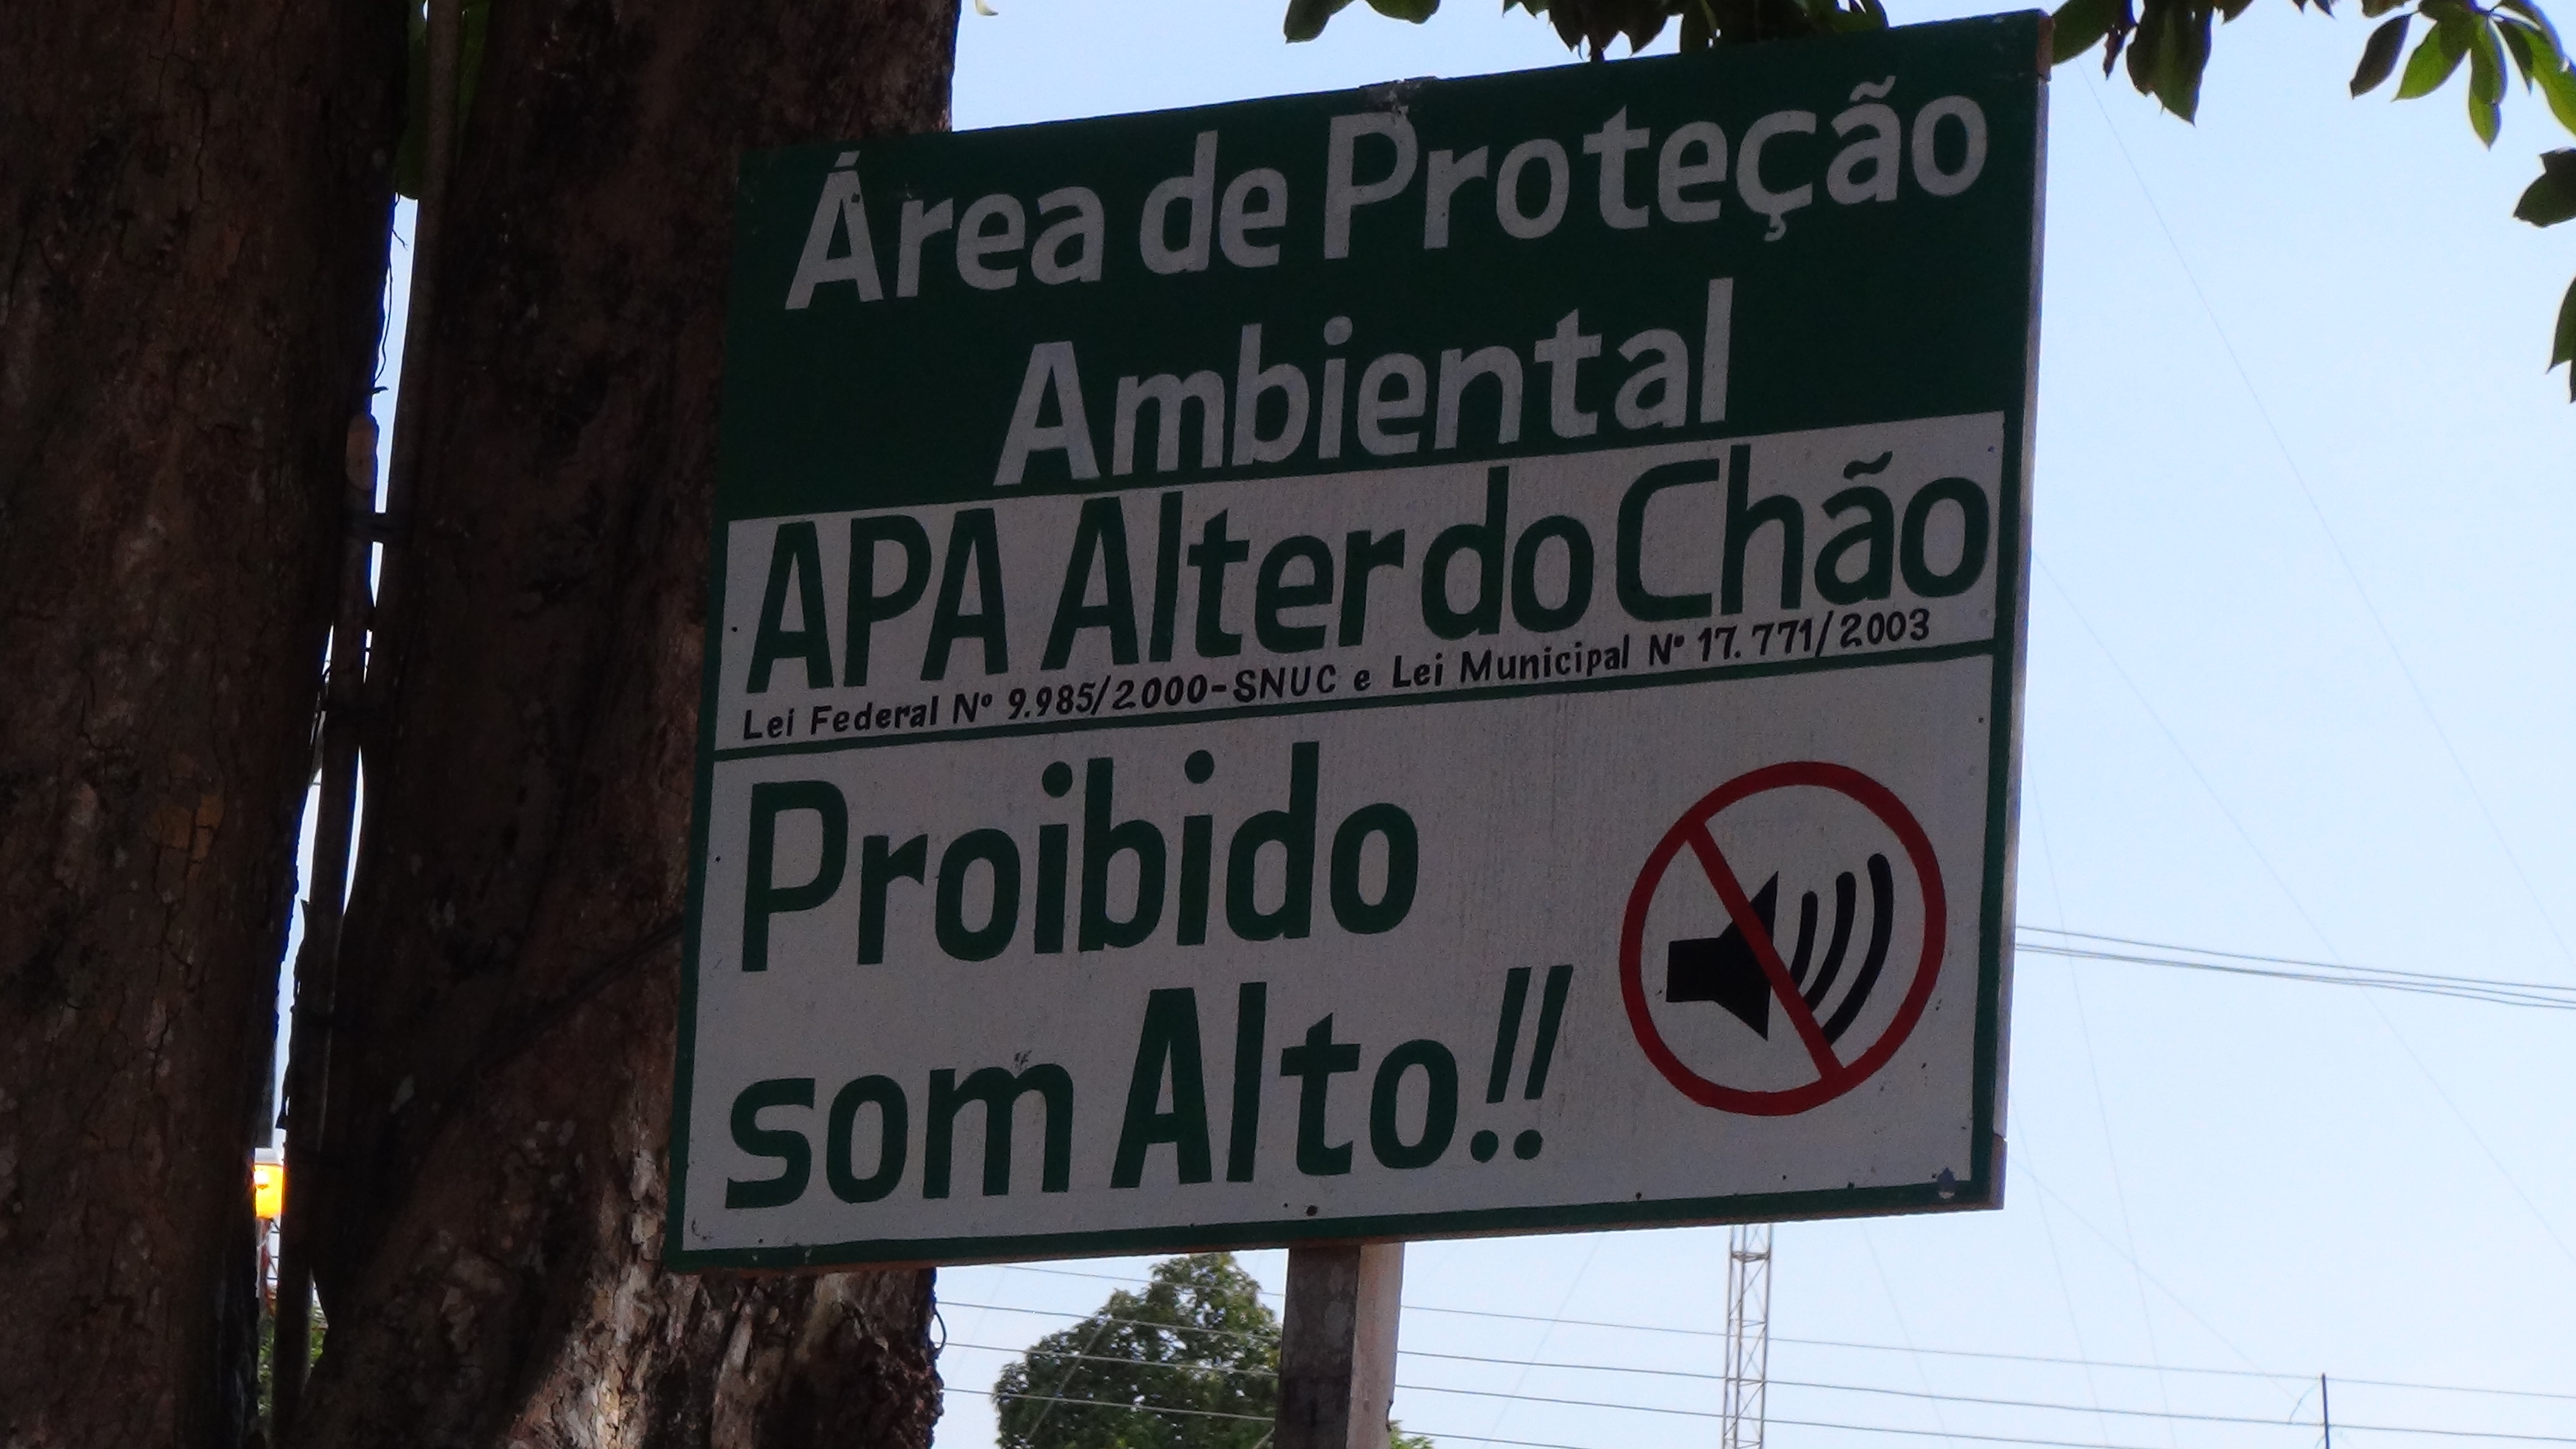 Área de Proteção
Ambiental
APA Alter do Chão
Lei Federal Nº 9.985/2000-SNUC e Lei Municipal Nº 17.771/2003
Proibido
som Alto!!